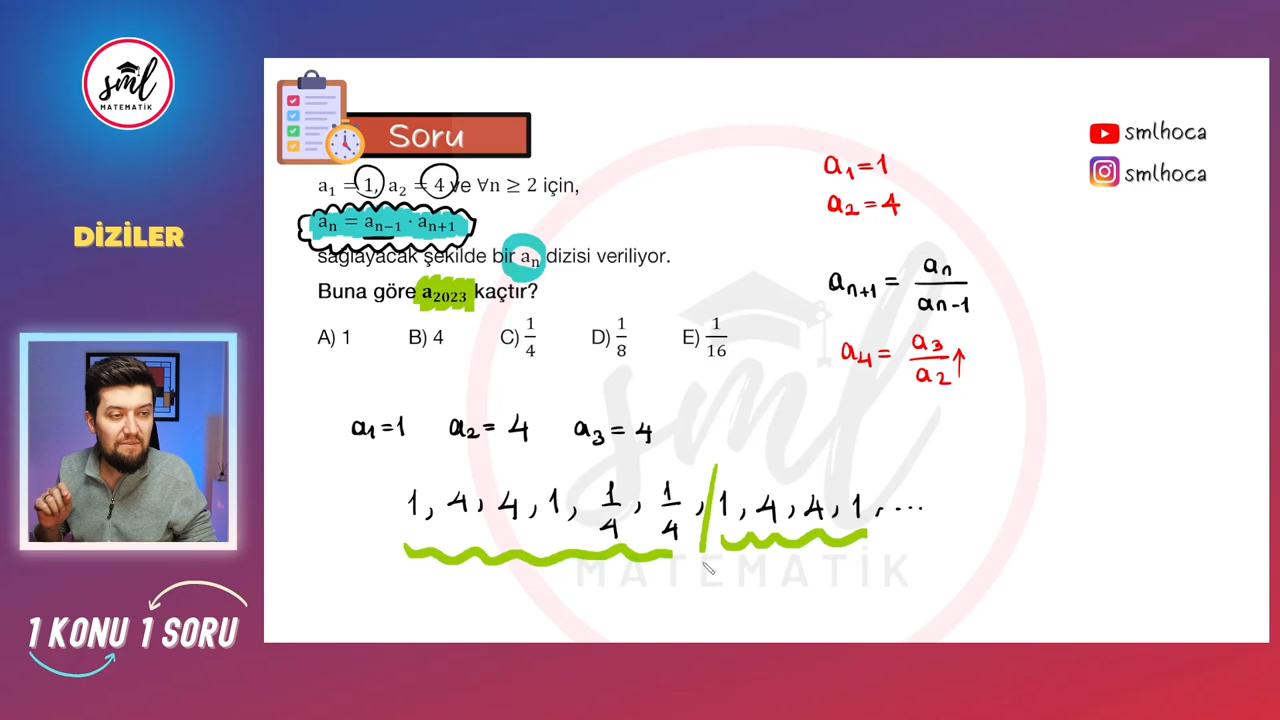 sml
MATEMATİK
Soru
smlhoca
smlhoca
DİZİLER
a₁ = 1, a₂ = 4 ve ∀n ≥ 2 için,
aₙ = aₙ₋₁ · aₙ₊₁
sağlayacak şekilde bir aₙ dizisi veriliyor.
Buna göre a₂₀₂₃ kaçtır?
A) 1 B) 4 C) 1/4 D) 1/8 E) 1/16
a₁ = 1
a₂ = 4
aₙ₊₁ = aₙ / aₙ₋₁
a₄ = a₃ / a₂ ↑
a₁ = 1 a₂ = 4 a₃ = 4
1, 4, 4, 1, 1/4, 1/4, / 1, 4, 4, 1, ...
sml
MATEMATİK
1 KONU 1 SORU